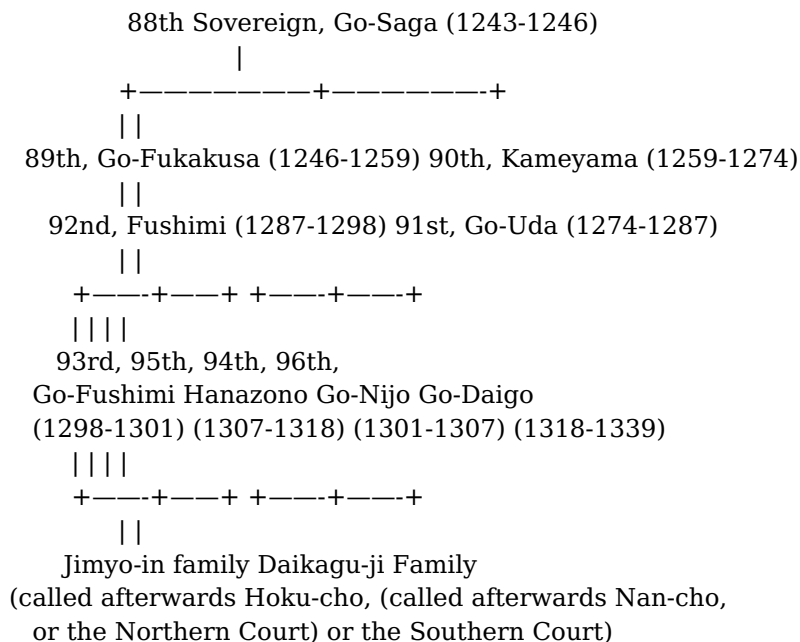 88th Sovereign, Go-Saga (1243-1246)
|
+———————+——————-+
| |
89th, Go-Fukakusa (1246-1259) 90th, Kameyama (1259-1274)
| |
92nd, Fushimi (1287-1298) 91st, Go-Uda (1274-1287)
| |
+——-+——+ +——-+——-+
| | | |
93rd, 95th, 94th, 96th,
Go-Fushimi Hanazono Go-Nijo Go-Daigo
(1298-1301) (1307-1318) (1301-1307) (1318-1339)
| | | |
+——-+——+ +——-+——-+
| |
Jimyo-in family Daikagu-ji Family
(called afterwards Hoku-cho, (called afterwards Nan-cho,
or the Northern Court) or the Southern Court)